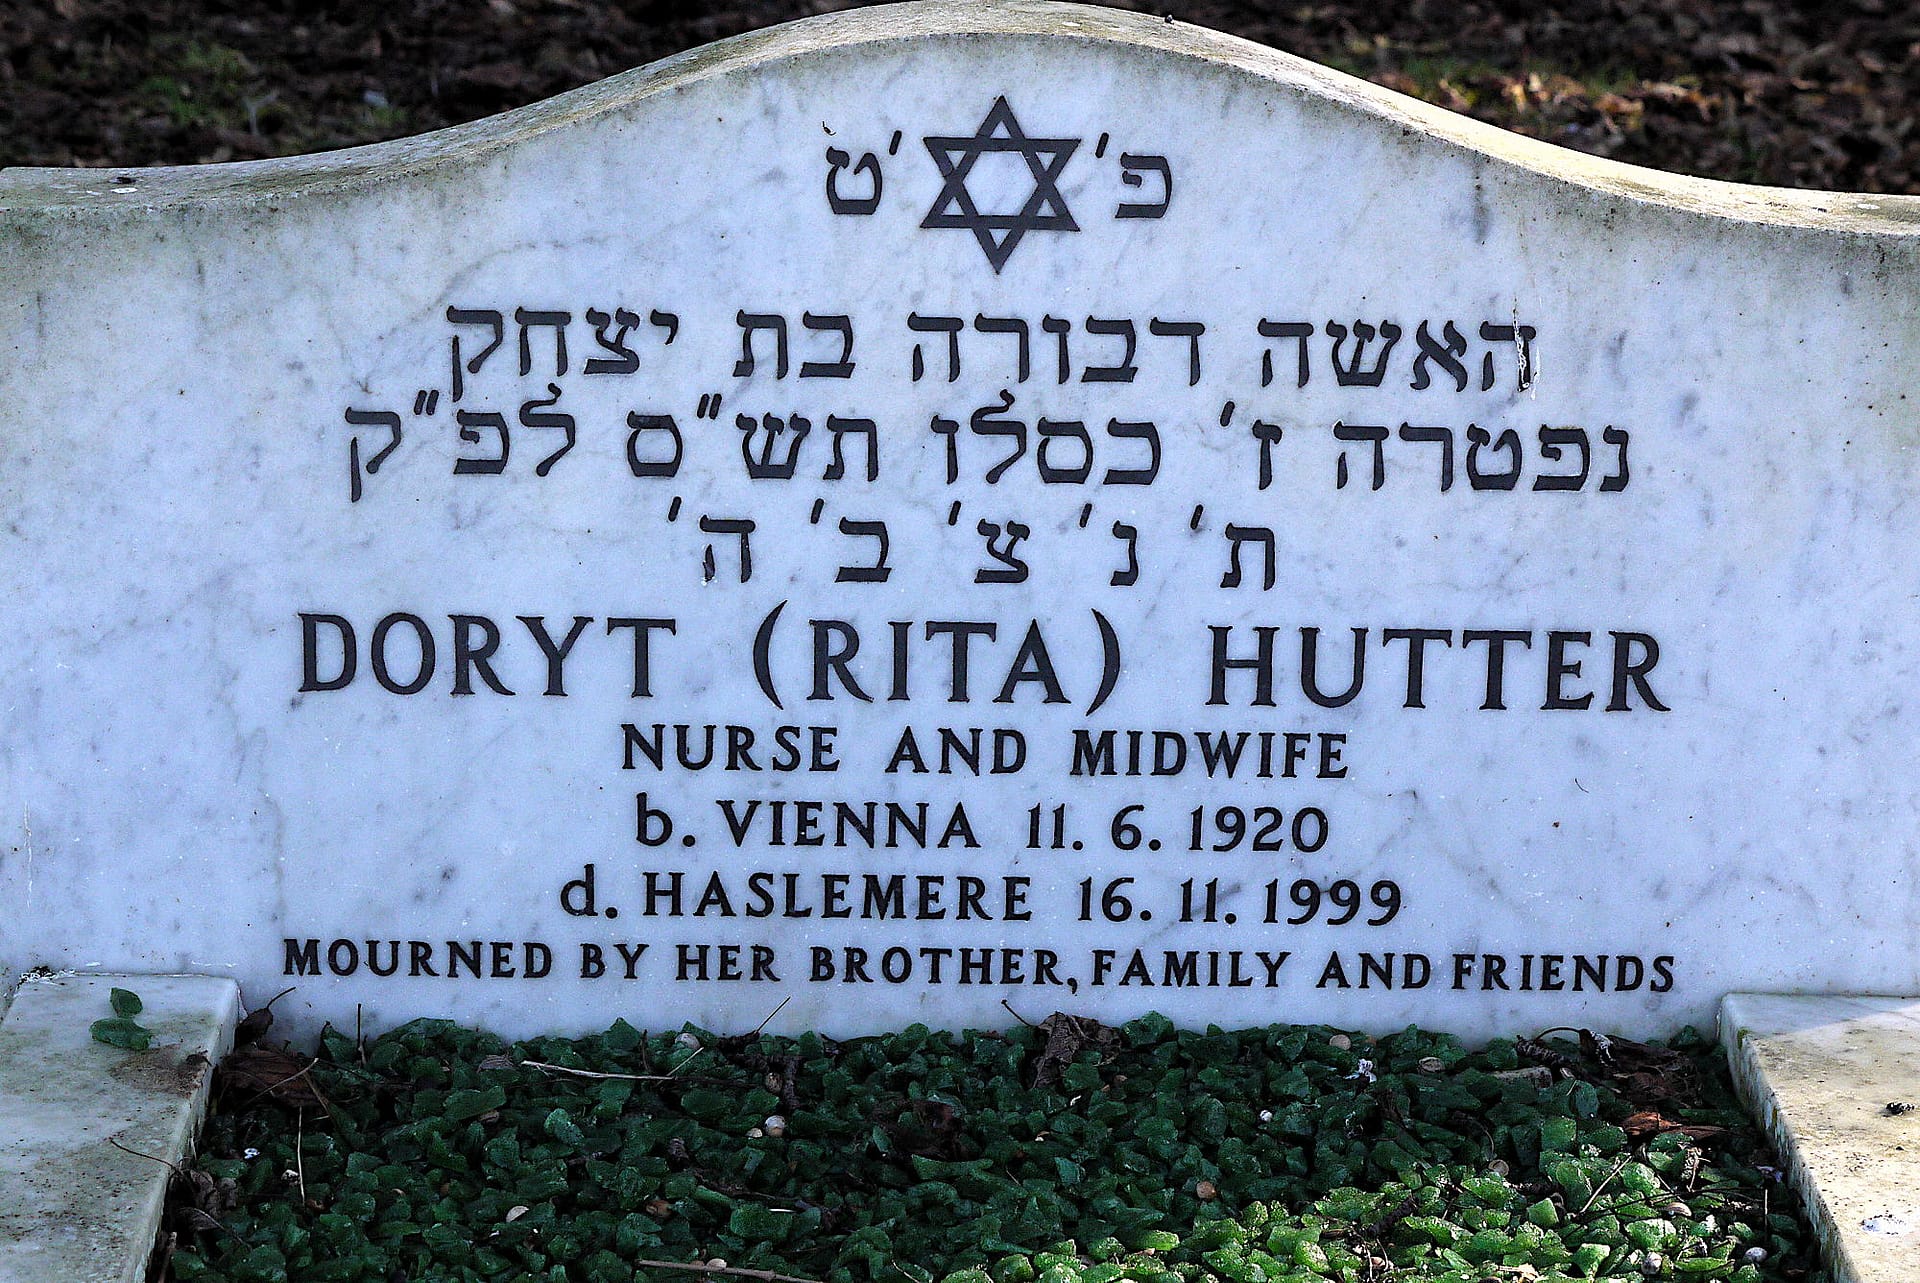 פ' ט'
האשה דבורה בת יצחק
נפטרה ז' כסלו תש"ם לפ"ק
ת' נ' צ' ב' ה'
DORYT (RITA) HUTTER
NURSE AND MIDWIFE
b. VIENNA 11. 6. 1920
d. HASLEMERE 16. 11. 1999
MOURNED BY HER BROTHER, FAMILY AND FRIENDS